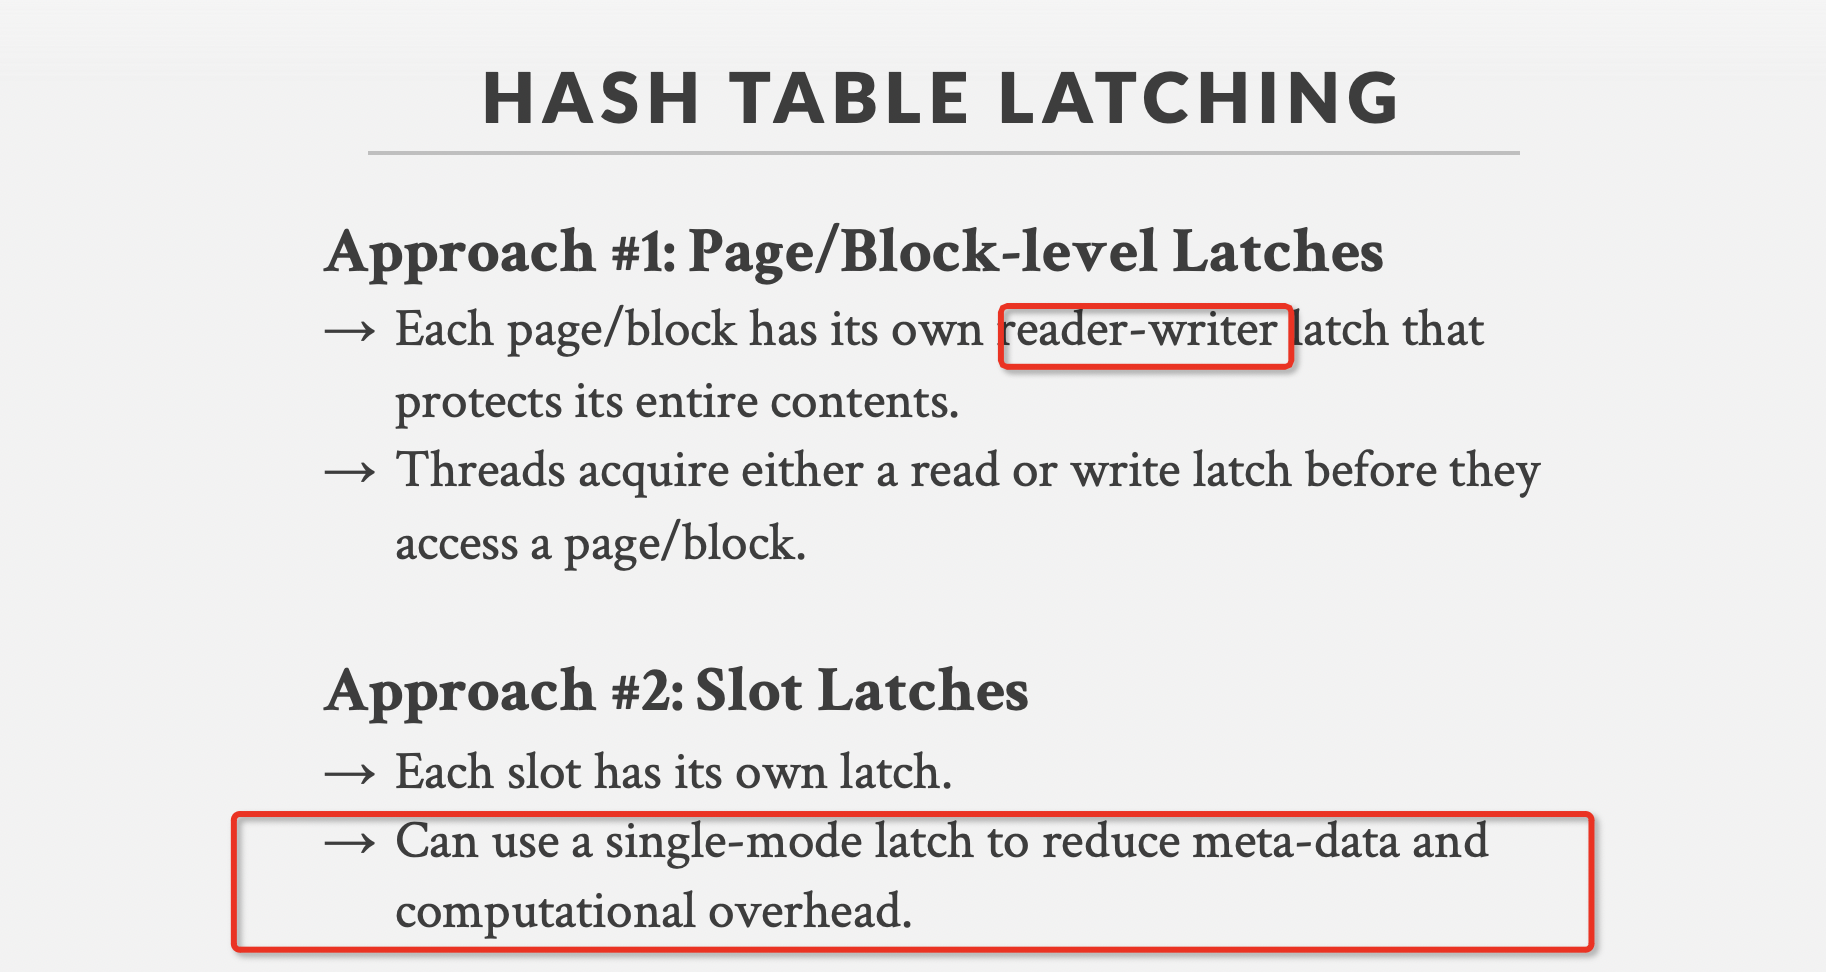 HASH TABLE LATCHING
Approach #1: Page/Block-level Latches
→ Each page/block has its own reader-writer latch that
protects its entire contents.
→ Threads acquire either a read or write latch before they
access a page/block.
Approach #2: Slot Latches
→ Each slot has its own latch.
→ Can use a single-mode latch to reduce meta-data and
computational overhead.